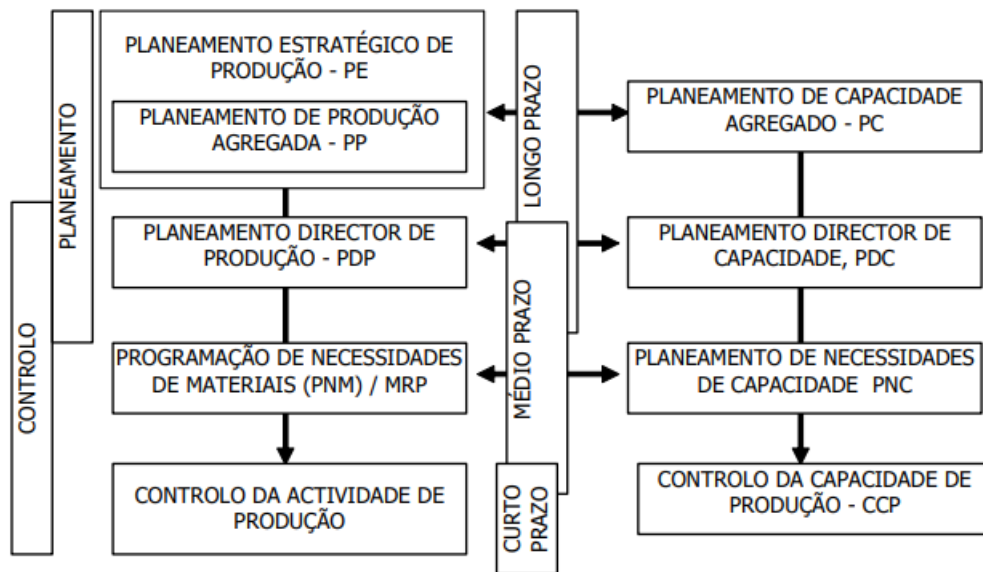 PLANEAMENTO
CONTROLO
PLANEAMENTO ESTRATÉGICO DE
PRODUÇÃO - PE
PLANEAMENTO DE PRODUÇÃO
AGREGADA - PP
PLANEAMENTO DIRECTOR DE
PRODUÇÃO - PDP
PROGRAMAÇÃO DE NECESSIDADES
DE MATERIAIS (PNM) / MRP
CONTROLO DA ACTIVIDADE DE
PRODUÇÃO
LONGO PRAZO
MÉDIO PRAZO
CURTO
PRAZO
PLANEAMENTO DE CAPACIDADE
AGREGADO - PC
PLANEAMENTO DIRECTOR DE
CAPACIDADE, PDC
PLANEAMENTO DE NECESSIDADES
DE CAPACIDADE PNC
CONTROLO DA CAPACIDADE DE
PRODUÇÃO - CCP